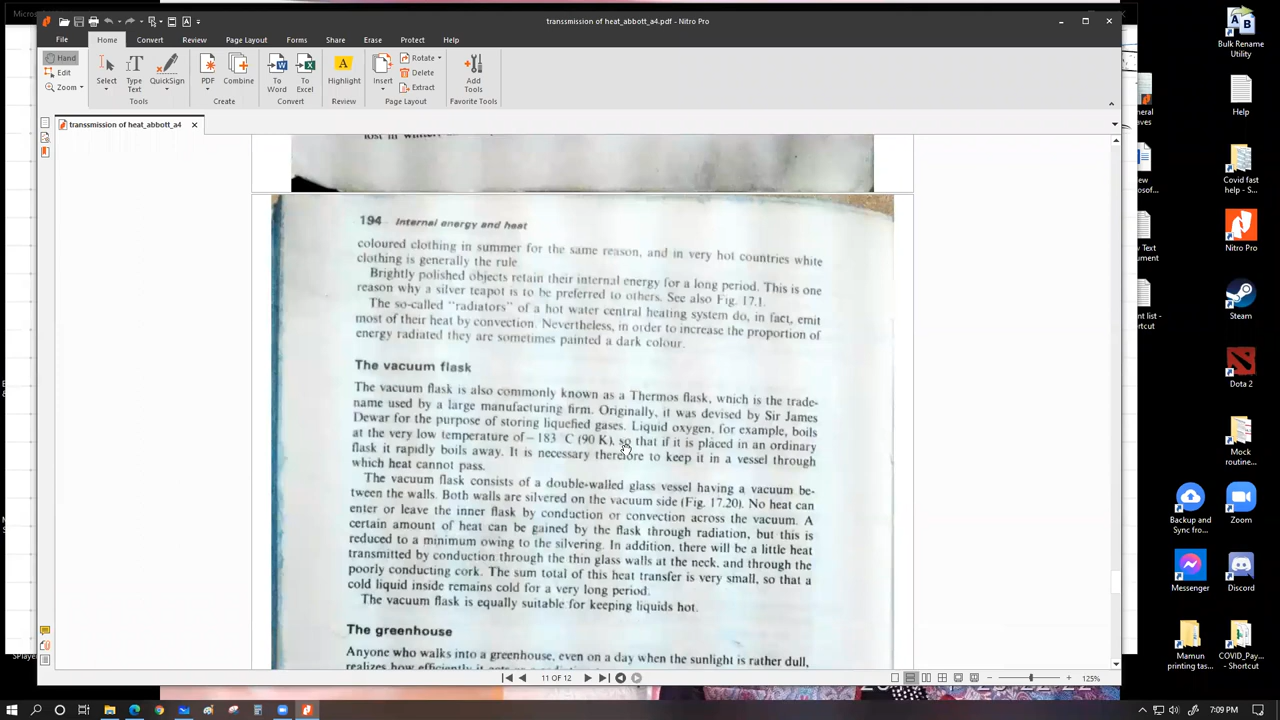 Micros
transmission of heat_abbott_a4.pdf - Nitro Pro
File
Home
Convert
Review
Page Layout
Forms
Share
Erase
Protect
Help
Hand
Edit
Zoom
Select
Type
Text
QuickSign
Tools
PDF
Combine
Create
To
Word
To
Excel
Convert
Highlight
Review
Insert
Rotate
Delete
Extract
Page Layout
Add
Tools
Favorite Tools
transsmission of heat_abbott_a4
lost in winter
194 Internal energy and heat
coloured clothing in summer for the same reason, and in very hot countries white
clothing is generally the rule
Brightly polished objects retain their internal energy for a long period. This is one
reason why a silver teapot is to be preferred to others. See also Fig. 17.1.
The so-called "radiators" of a hot water central heating system do, in fact, emit
most of their heat by convection. Nevertheless, in order to increase the proportion of
energy radiated they are sometimes painted a dark colour.
The vacuum flask
The vacuum flask is also commonly known as a Thermos flask, which is the trade-
name used by a large manufacturing firm. Originally, it was devised by Sir James
Dewar for the purpose of storing liquefied gases. Liquid oxygen, for example, boils
at the very low temperature of −183 C (90 K), so that if it is placed in an ordinary
flask it rapidly boils away. It is necessary therefore to keep it in a vessel through
which heat cannot pass.
The vacuum flask consists of a double-walled glass vessel having a vacuum be-
tween the walls. Both walls are silvered on the vacuum side (Fig. 17.20). No heat can
enter or leave the inner flask by conduction or convection across the vacuum. A
certain amount of heat can be gained by the flask through radiation, but this is
reduced to a minimum owing to the silvering. In addition, there will be a little heat
transmitted by conduction through the thin glass walls at the neck, and through the
poorly conducting cork. The sum total of this heat transfer is very small, so that a
cold liquid inside remains cold for a very long period.
The vacuum flask is equally suitable for keeping liquids hot.
The greenhouse
Anyone who walks into a greenhouse, even on a day when the sunlight is rather dull,
realizes how efficiently it
11 OF 12
125%
Bulk Rename
Utility
Help
Covid fast
help - S...
Nitro Pro
Steam
Dota 2
Mock
routine...
Backup and
Sync from...
Zoom
Messenger
Discord
Mamun
printing tas...
COVID_Pay...
- Shortcut
neral
aves
ew
osof...
w Text
ument
nt list -
ortcut
SPlayer
7:09 PM